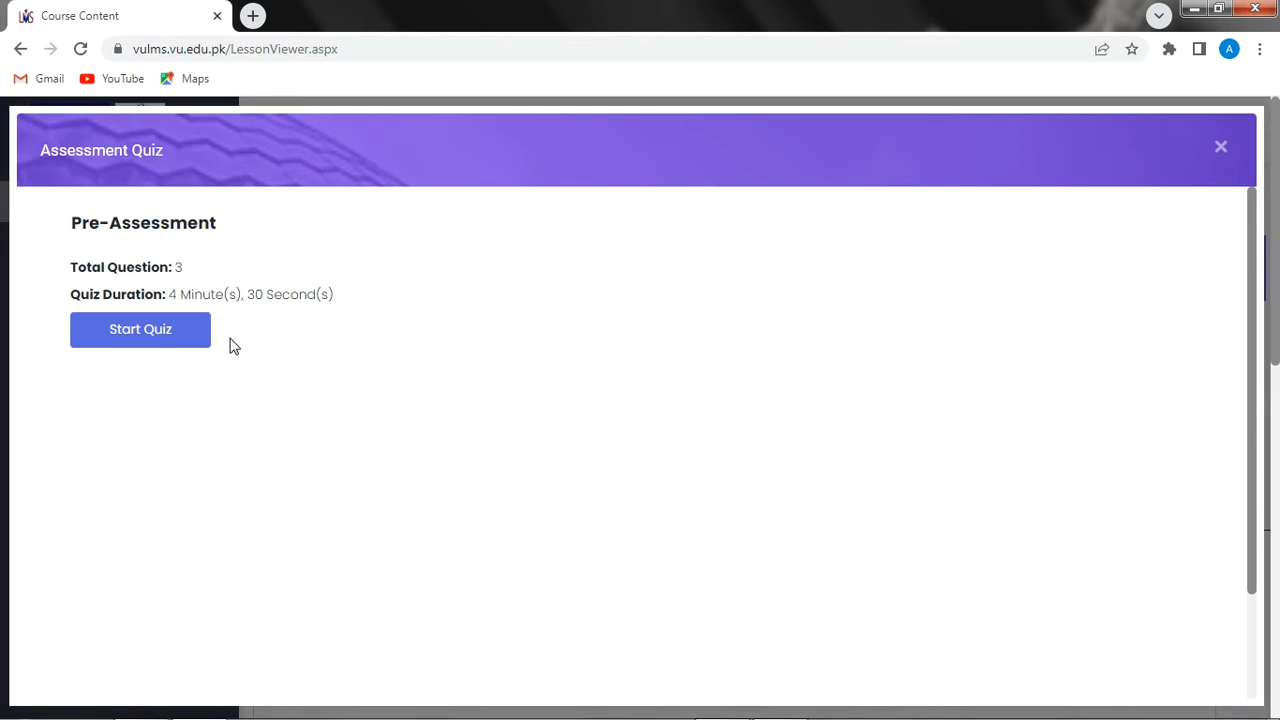 Course Content
vulms.vu.edu.pk/LessonViewer.aspx
A
Gmail YouTube Maps
Assessment Quiz
Pre-Assessment
Total Question: 3
Quiz Duration: 4 Minute(s), 30 Second(s)
Start Quiz